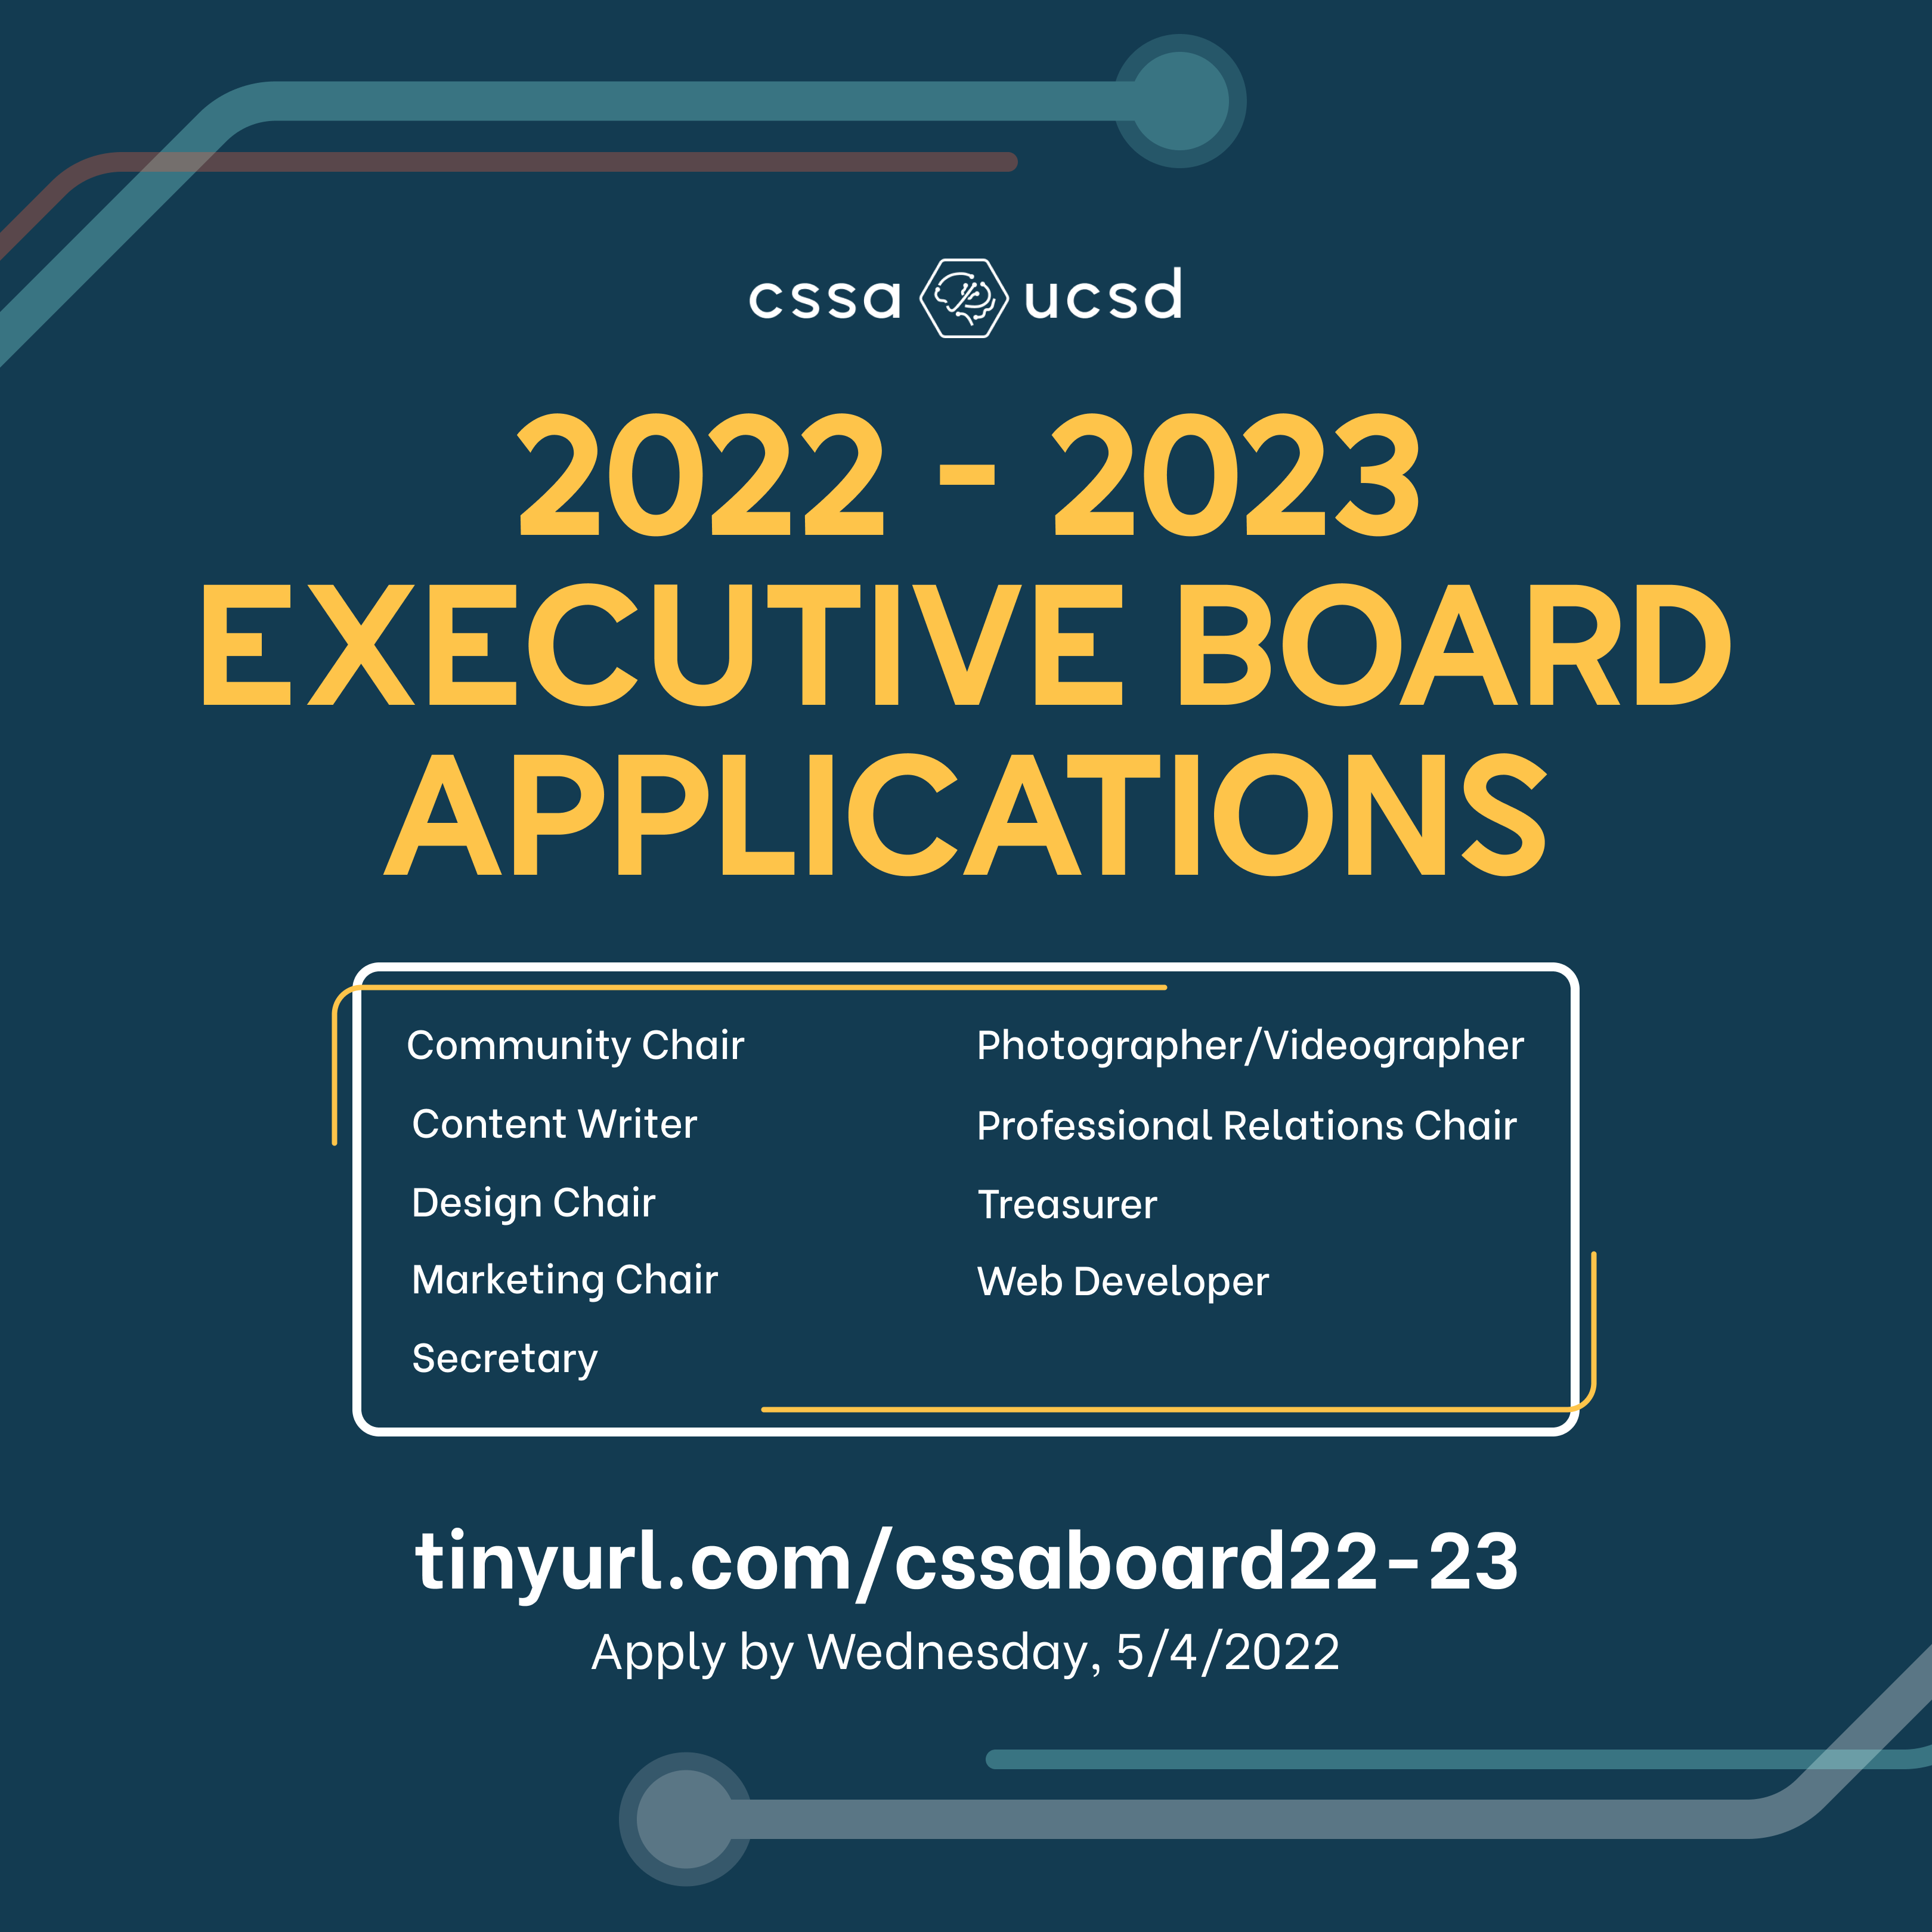 cssa ucsd
2022 - 2023
EXECUTIVE BOARD
APPLICATIONS
Community Chair
Content Writer
Design Chair
Marketing Chair
Secretary
Photographer/Videographer
Professional Relations Chair
Treasurer
Web Developer
tinyurl.com/cssaboard22-23
Apply by Wednesday, 5/4/2022